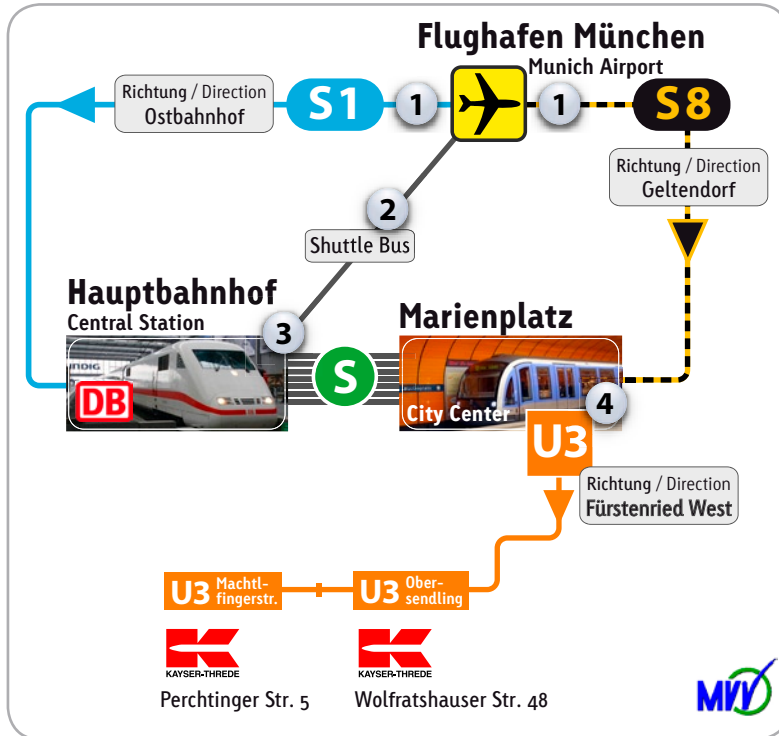 Flughafen München
Munich Airport
Richtung / Direction
Ostbahnhof
S1
1
1
S8
Richtung / Direction
Geltendorf
2
Shuttle Bus
Hauptbahnhof
Central Station
3
Marienplatz
DB
S
City Center
4
U3
Richtung / Direction
Fürstenried West
U3 Machtl-
fingerstr.
U3 Ober-
sendling
KAYSER-THREDE
KAYSER-THREDE
Perchtinger Str. 5
Wolfratshauser Str. 48
MVV